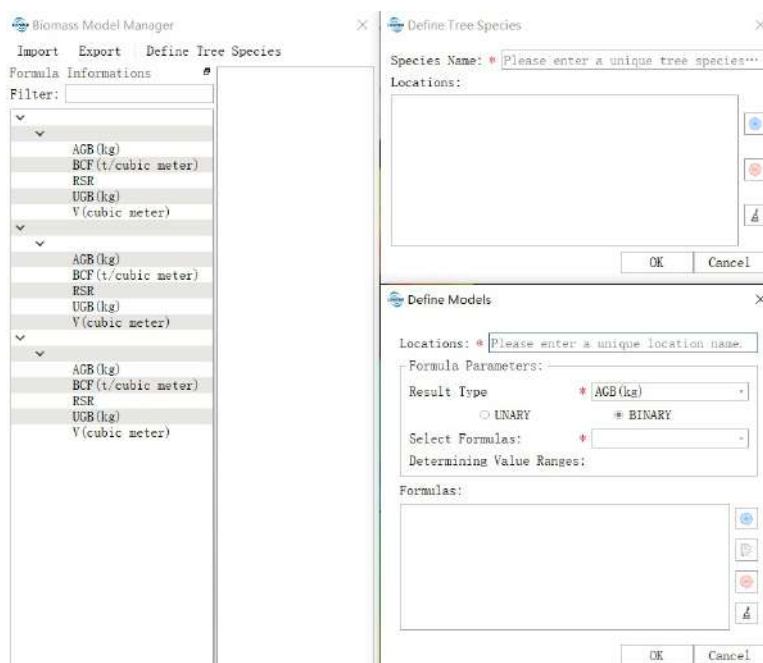 Biomass Model Manager
Import Export Define Tree Species
Formula Informations
Filter:
AGB(kg)
BCF(t/cubic meter)
RSR
UGB(kg)
V(cubic meter)
AGB(kg)
BCF(t/cubic meter)
RSR
UGB(kg)
V(cubic meter)
AGB(kg)
BCF(t/cubic meter)
RSR
UGB(kg)
V(cubic meter)
Define Tree Species
Species Name: * Please enter a unique tree species…
Locations:
OK Cancel
Define Models
Locations: * Please enter a unique location name.
Formula Parameters:
Result Type * AGB(kg)
UNARY BINARY
Select Formulas: *
Determining Value Ranges:
Formulas:
OK Cancel